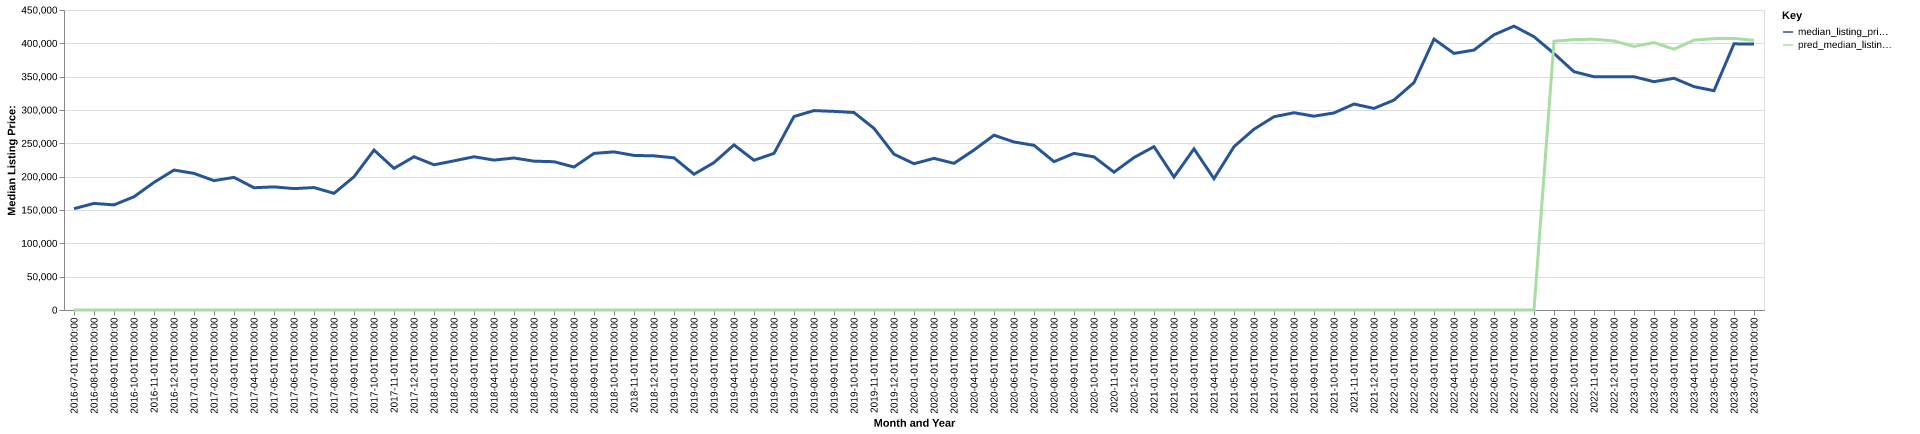 450,000
400,000
350,000
300,000
250,000
200,000
150,000
100,000
50,000
0
Median Listing Price:
2016-07-01T00:00:00
2016-08-01T00:00:00
2016-09-01T00:00:00
2016-10-01T00:00:00
2016-11-01T00:00:00
2016-12-01T00:00:00
2017-01-01T00:00:00
2017-02-01T00:00:00
2017-03-01T00:00:00
2017-04-01T00:00:00
2017-05-01T00:00:00
2017-06-01T00:00:00
2017-07-01T00:00:00
2017-08-01T00:00:00
2017-09-01T00:00:00
2017-10-01T00:00:00
2017-11-01T00:00:00
2017-12-01T00:00:00
2018-01-01T00:00:00
2018-02-01T00:00:00
2018-03-01T00:00:00
2018-04-01T00:00:00
2018-05-01T00:00:00
2018-06-01T00:00:00
2018-07-01T00:00:00
2018-08-01T00:00:00
2018-09-01T00:00:00
2018-10-01T00:00:00
2018-11-01T00:00:00
2018-12-01T00:00:00
2019-01-01T00:00:00
2019-02-01T00:00:00
2019-03-01T00:00:00
2019-04-01T00:00:00
2019-05-01T00:00:00
2019-06-01T00:00:00
2019-07-01T00:00:00
2019-08-01T00:00:00
2019-09-01T00:00:00
2019-10-01T00:00:00
2019-11-01T00:00:00
2019-12-01T00:00:00
2020-01-01T00:00:00
2020-02-01T00:00:00
2020-03-01T00:00:00
2020-04-01T00:00:00
2020-05-01T00:00:00
2020-06-01T00:00:00
2020-07-01T00:00:00
2020-08-01T00:00:00
2020-09-01T00:00:00
2020-10-01T00:00:00
2020-11-01T00:00:00
2020-12-01T00:00:00
2021-01-01T00:00:00
2021-02-01T00:00:00
2021-03-01T00:00:00
2021-04-01T00:00:00
2021-05-01T00:00:00
2021-06-01T00:00:00
2021-07-01T00:00:00
2021-08-01T00:00:00
2021-09-01T00:00:00
2021-10-01T00:00:00
2021-11-01T00:00:00
2021-12-01T00:00:00
2022-01-01T00:00:00
2022-02-01T00:00:00
2022-03-01T00:00:00
2022-04-01T00:00:00
2022-05-01T00:00:00
2022-06-01T00:00:00
2022-07-01T00:00:00
2022-08-01T00:00:00
2022-09-01T00:00:00
2022-10-01T00:00:00
2022-11-01T00:00:00
2022-12-01T00:00:00
2023-01-01T00:00:00
2023-02-01T00:00:00
2023-03-01T00:00:00
2023-04-01T00:00:00
2023-05-01T00:00:00
2023-06-01T00:00:00
2023-07-01T00:00:00
Month and Year
Key
median_listing_pri…
pred_median_listin…